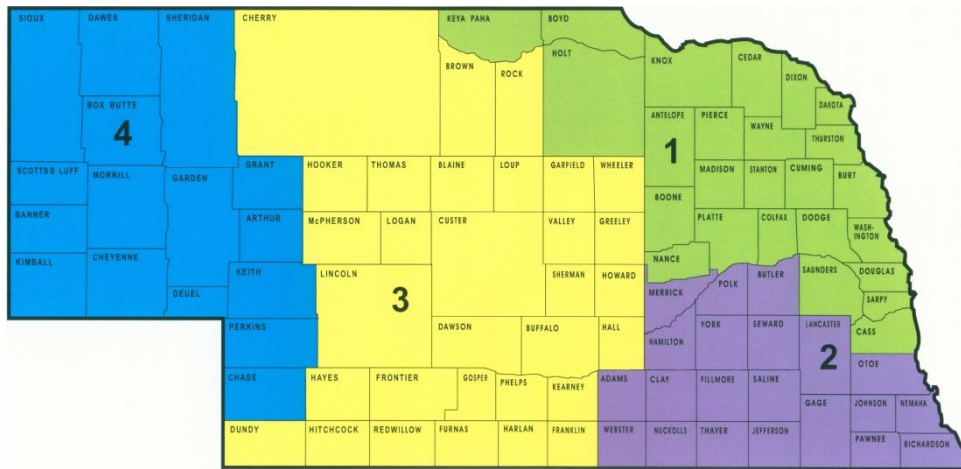 SIOUX
DAWES
SHERIDAN
CHERRY
KEYA PAHA
BOYD
HOLT
BROWN
ROCK
KNOX
CEDAR
DIXON
DAKOTA
BOX BUTTE
4
ANTELOPE
PIERCE
WAYNE
THURSTON
1
SCOTTSB LUFF
MORRILL
GARDEN
GRANT
HOOKER
THOMAS
BLAINE
LOUP
GARFIELD
WHEELER
MADISON
STANTON
CUMING
BURT
BOONE
BANNER
ARTHUR
McPHERSON
LOGAN
CUSTER
VALLEY
GREELEY
PLATTE
COLFAX
DODGE
WASH-
INGTON
KIMBALL
CHEYENNE
KEITH
LINCOLN
SHERMAN
HOWARD
NANCE
MERRICK
POLK
BUTLER
SAUNDERS
DOUGLAS
DEUEL
3
SARPY
PERKINS
DAWSON
BUFFALO
HALL
HAMILTON
YORK
SEWARD
LANCASTER
CASS
2
OTOE
CHASE
HAYES
FRONTIER
GOSPER
PHELPS
KEARNEY
ADAMS
CLAY
FILLMORE
SALINE
GAGE
JOHNSON
NEMAHA
DUNDY
HITCHCOCK
REDWILLOW
FURNAS
HARLAN
FRANKLIN
WEBSTER
NUCKOLLS
THAYER
JEFFERSON
PAWNEE
RICHARDSON